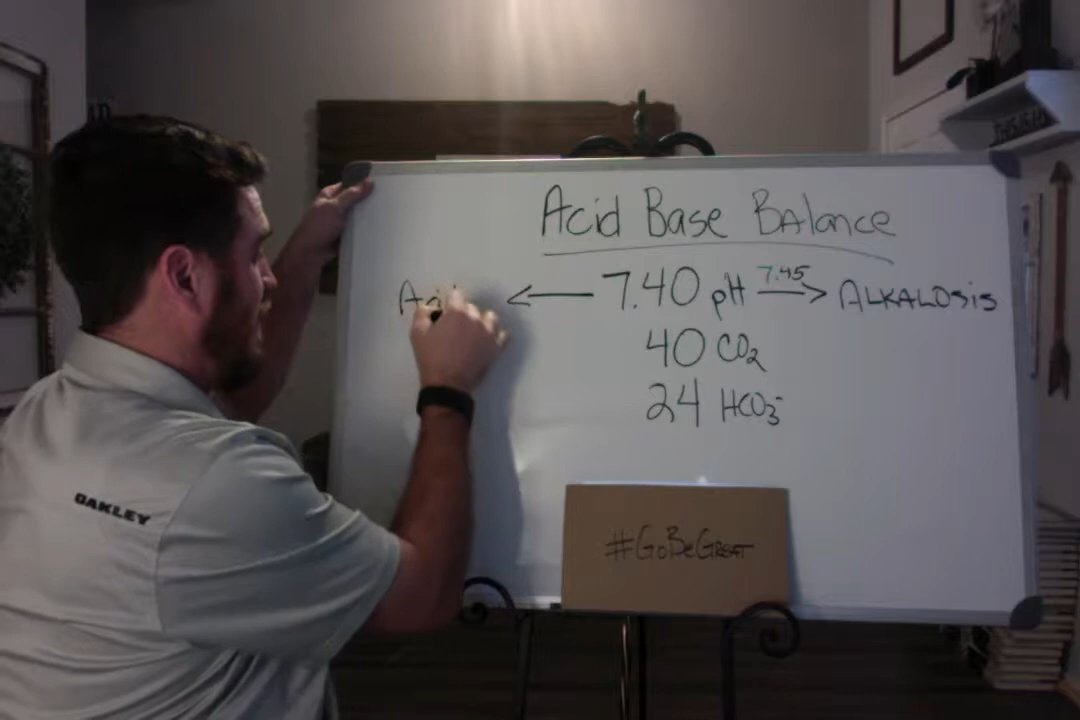 Acid Base BAlance
7.45
← 7.40 pH → ALKALOSIS
40 CO₂
24 HCO₃⁻
#GoBeGreat
OAKLEY